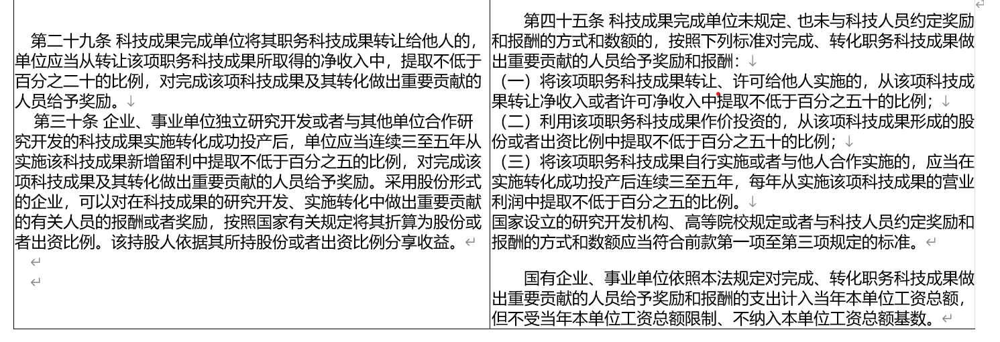 第二十九条 科技成果完成单位将其职务科技成果转让给他人的，
单位应当从转让该项职务科技成果所取得的净收入中，提取不低于
百分之二十的比例，对完成该项科技成果及其转化做出重要贡献的
人员给予奖励。↓
第三十条 企业、事业单位独立研究开发或者与其他单位合作研
究开发的科技成果实施转化成功投产后，单位应当连续三至五年从
实施该科技成果新增留利中提取不低于百分之五的比例，对完成该
项科技成果及其转化做出重要贡献的人员给予奖励。采用股份形式
的企业，可以对在科技成果的研究开发、实施转化中做出重要贡献
的有关人员的报酬或者奖励，按照国家有关规定将其折算为股份或
者出资比例。该持股人依据其所持股份或者出资比例分享收益。↵
↵
↵
↵
第四十五条 科技成果完成单位未规定、也未与科技人员约定奖励
和报酬的方式和数额的，按照下列标准对完成、转化职务科技成果做
出重要贡献的人员给予奖励和报酬：↓
（一）将该项职务科技成果转让、许可给他人实施的，从该项科技成
果转让净收入或者许可净收入中提取不低于百分之五十的比例；↓
（二）利用该项职务科技成果作价投资的，从该项科技成果形成的股
份或者出资比例中提取不低于百分之五十的比例；↓
（三）将该项职务科技成果自行实施或者与他人合作实施的，应当在
实施转化成功投产后连续三至五年，每年从实施该项科技成果的营业
利润中提取不低于百分之五的比例。↓
国家设立的研究开发机构、高等院校规定或者与科技人员约定奖励和
报酬的方式和数额应当符合前款第一项至第三项规定的标准。↵
国有企业、事业单位依照本法规定对完成、转化职务科技成果做
出重要贡献的人员给予奖励和报酬的支出计入当年本单位工资总额，
但不受当年本单位工资总额限制、不纳入本单位工资总额基数。↵